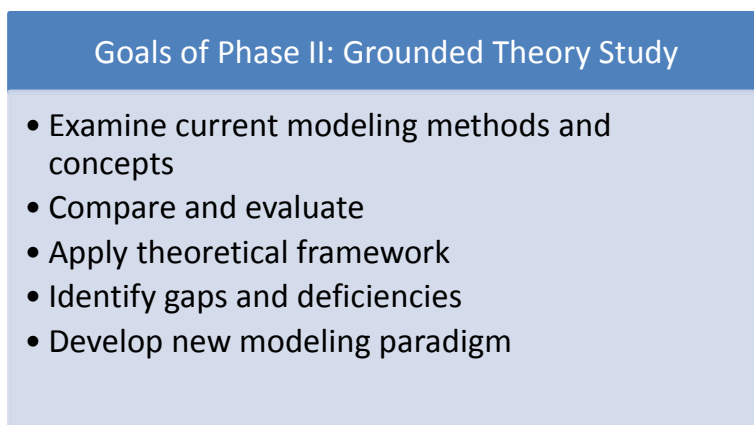 Goals of Phase II: Grounded Theory Study
• Examine current modeling methods and
concepts
• Compare and evaluate
• Apply theoretical framework
• Identify gaps and deficiencies
• Develop new modeling paradigm